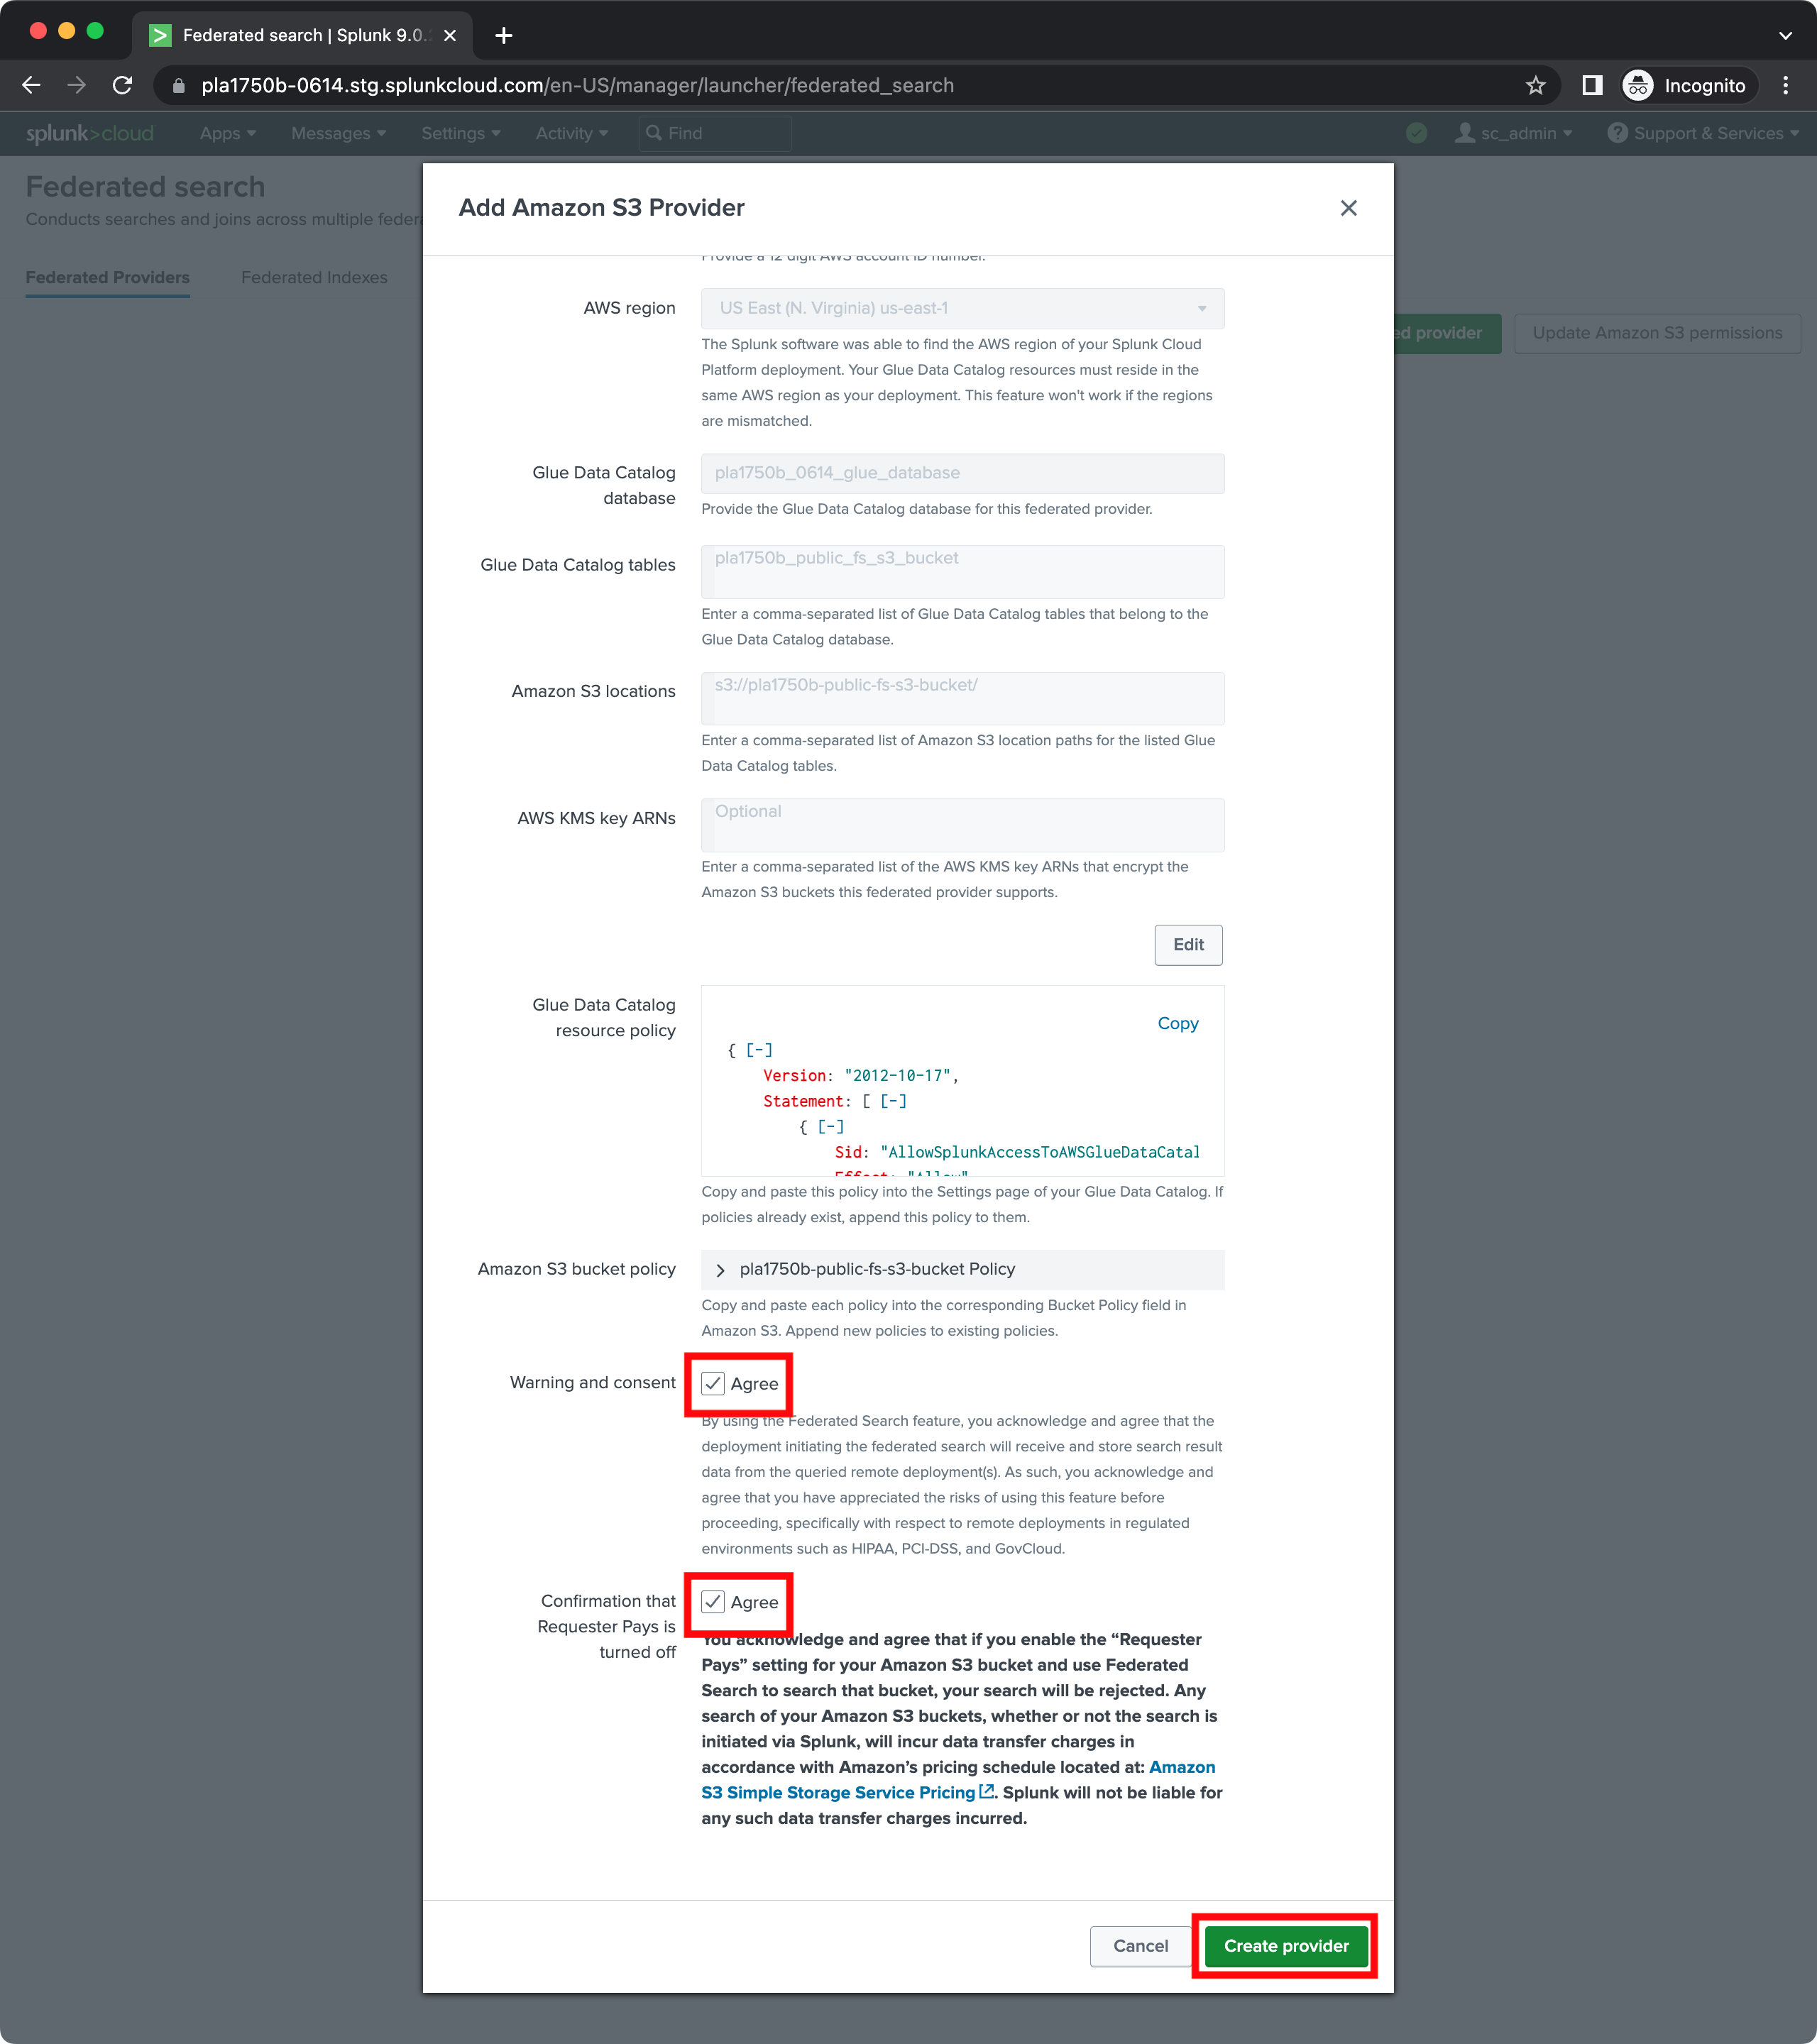 Federated search | Splunk 9.0.
pla1750b-0614.stg.splunkcloud.com/en-US/manager/launcher/federated_search
Incognito
splunk>cloud
Apps
Messages
Settings
Activity
Find
sc_admin
Support & Services
Federated search
Conducts searches and joins across multiple
Federated Providers
Federated Indexes
provider
Update Amazon S3 permissions
Add Amazon S3 Provider
Provide a 12 digit AWS account ID number.
AWS region
US East (N. Virginia) us-east-1
The Splunk software was able to find the AWS region of your Splunk Cloud
Platform deployment. Your Glue Data Catalog resources must reside in the
same AWS region as your deployment. This feature won't work if the regions
are mismatched.
Glue Data Catalog
database
pla1750b_0614_glue_database
Provide the Glue Data Catalog database for this federated provider.
Glue Data Catalog tables
pla1750b_public_fs_s3_bucket
Enter a comma-separated list of Glue Data Catalog tables that belong to the
Glue Data Catalog database.
Amazon S3 locations
s3://pla1750b-public-fs-s3-bucket/
Enter a comma-separated list of Amazon S3 location paths for the listed Glue
Data Catalog tables.
AWS KMS key ARNs
Optional
Enter a comma-separated list of the AWS KMS key ARNs that encrypt the
Amazon S3 buckets this federated provider supports.
Edit
Glue Data Catalog
resource policy
Copy
{ [-]
Version: "2012-10-17",
Statement: [ [-]
{ [-]
Sid: "AllowSplunkAccessToAWSGlueDataCatal
Effect: "Allow"
Copy and paste this policy into the Settings page of your Glue Data Catalog. If
policies already exist, append this policy to them.
Amazon S3 bucket policy
pla1750b-public-fs-s3-bucket Policy
Copy and paste each policy into the corresponding Bucket Policy field in
Amazon S3. Append new policies to existing policies.
Warning and consent
Agree
By using the Federated Search feature, you acknowledge and agree that the
deployment initiating the federated search will receive and store search result
data from the queried remote deployment(s). As such, you acknowledge and
agree that you have appreciated the risks of using this feature before
proceeding, specifically with respect to remote deployments in regulated
environments such as HIPAA, PCI-DSS, and GovCloud.
Confirmation that
Requester Pays is
turned off
Agree
You acknowledge and agree that if you enable the “Requester
Pays” setting for your Amazon S3 bucket and use Federated
Search to search that bucket, your search will be rejected. Any
search of your Amazon S3 buckets, whether or not the search is
initiated via Splunk, will incur data transfer charges in
accordance with Amazon’s pricing schedule located at: Amazon
S3 Simple Storage Service Pricing. Splunk will not be liable for
any such data transfer charges incurred.
Cancel
Create provider